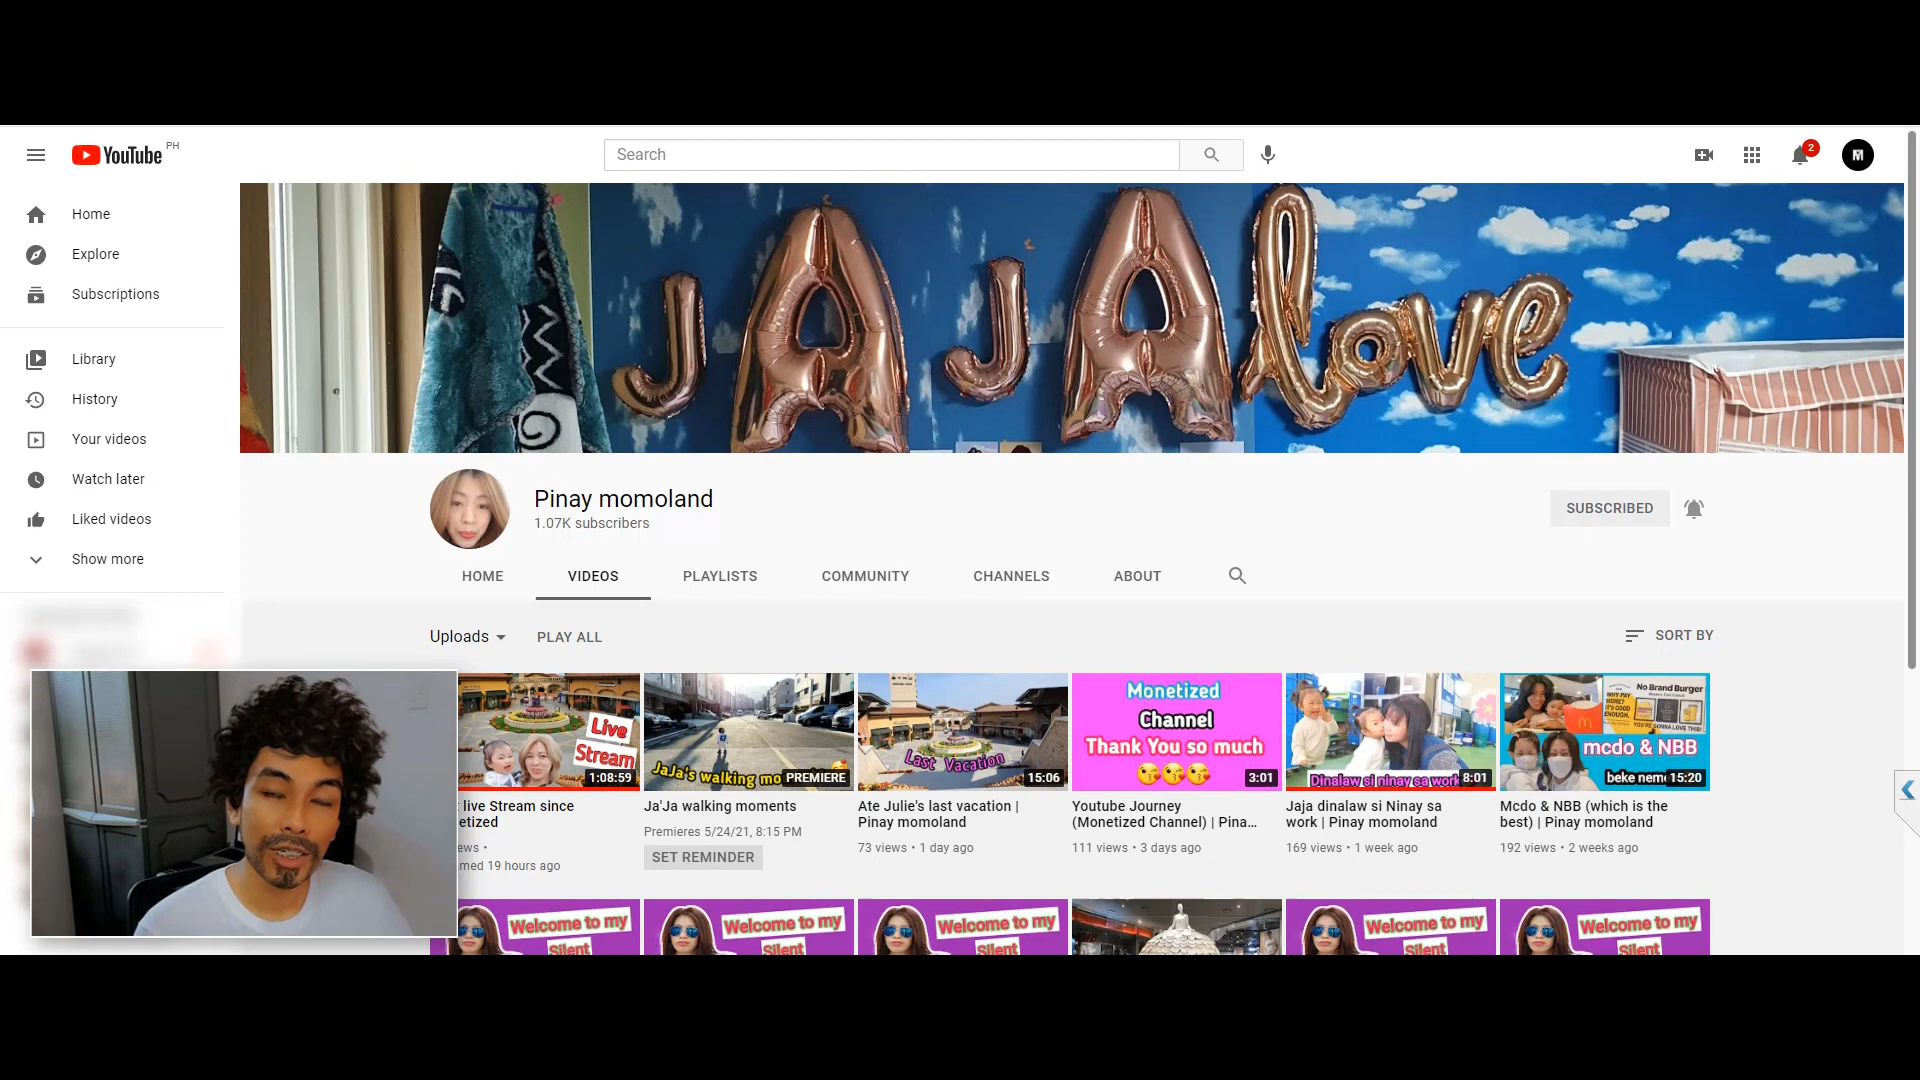 YouTube PH
Search
2
M
Home
Explore
Subscriptions
Library
History
Your videos
Watch later
Liked videos
Show more
JAJA love
Pinay momoland
1.07K subscribers
SUBSCRIBED
HOME
VIDEOS
PLAYLISTS
COMMUNITY
CHANNELS
ABOUT
Uploads
PLAY ALL
SORT BY
Live
Stream
1:08:59
live Stream since
etized
ews •
med 19 hours ago
JaJa's walking mo
PREMIERE
Ja'Ja walking moments
Premieres 5/24/21, 8:15 PM
SET REMINDER
Last Vacation
15:06
Ate Julie's last vacation |
Pinay momoland
73 views • 1 day ago
Monetized
Channel
Thank You so much
3:01
Youtube Journey
(Monetized Channel) | Pina...
111 views • 3 days ago
Dinalaw si ninay sa work
8:01
Jaja dinalaw si Ninay sa
work | Pinay momoland
169 views • 1 week ago
No Brand Burger
mcdo & NBB
beke nem
15:20
Mcdo & NBB (which is the
best) | Pinay momoland
192 views • 2 weeks ago
Welcome to my
Silent
Welcome to my
Silent
Welcome to my
Silent
Welcome to my
Silent
Welcome to my
Silent